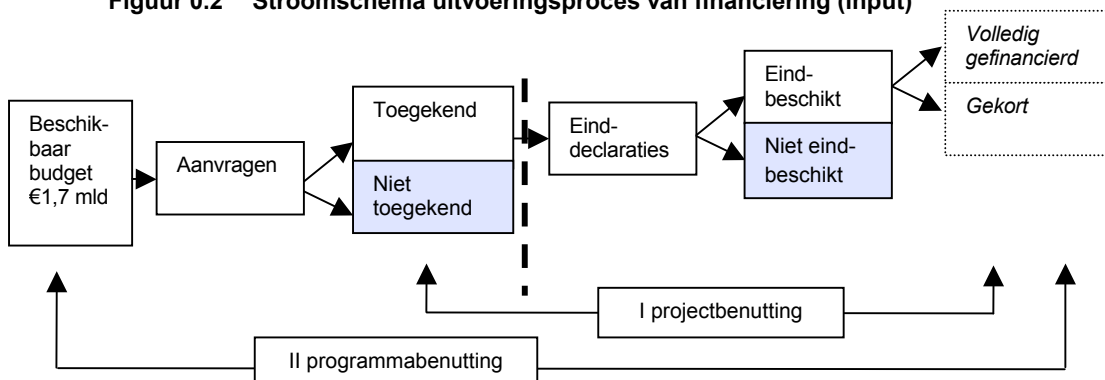 Figuur 0.2 Stroomschema uitvoeringsproces van financiering (input)
Beschik-
baar
budget
€1,7 mld
Aanvragen
Toegekend
Niet
toegekend
Eind-
declaraties
Eind-
beschikt
Niet eind-
beschikt
Volledig
gefinancierd
Gekort
I projectbenutting
II programmabenutting